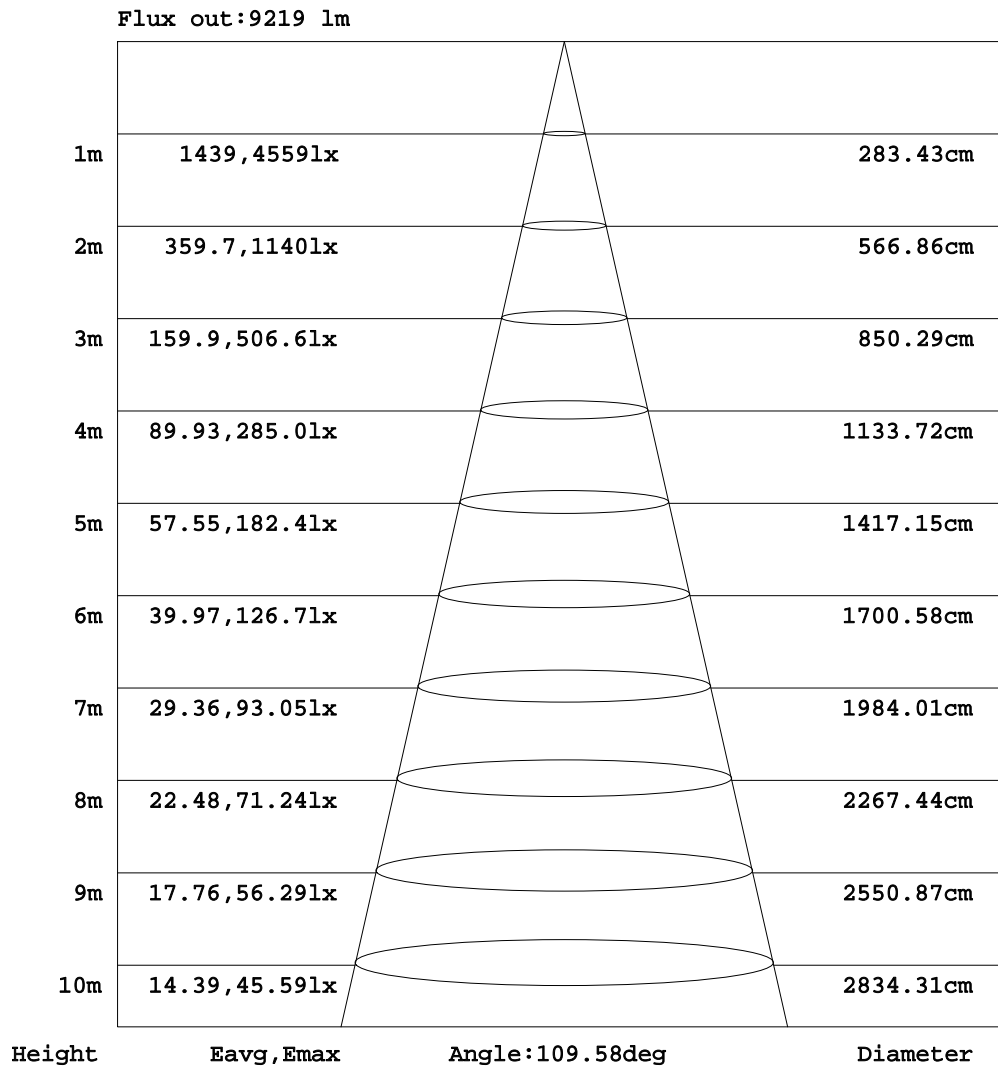 Flux out:9219 lm
1m 1439,4559lx 283.43cm
2m 359.7,1140lx 566.86cm
3m 159.9,506.6lx 850.29cm
4m 89.93,285.0lx 1133.72cm
5m 57.55,182.4lx 1417.15cm
6m 39.97,126.7lx 1700.58cm
7m 29.36,93.05lx 1984.01cm
8m 22.48,71.24lx 2267.44cm
9m 17.76,56.29lx 2550.87cm
10m 14.39,45.59lx 2834.31cm
Height Eavg,Emax Angle:109.58deg Diameter